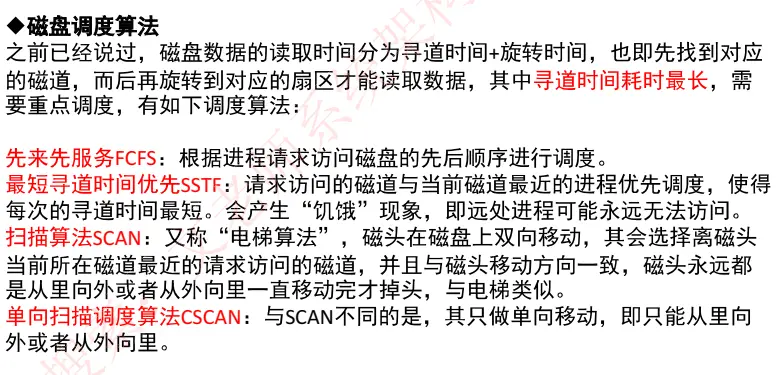 ◆磁盘调度算法
之前已经说过，磁盘数据的读取时间分为寻道时间+旋转时间，也即先找到对应
的磁道，而后再旋转到对应的扇区才能读取数据，其中寻道时间耗时最长，需
要重点调度，有如下调度算法：
先来先服务FCFS：根据进程请求访问磁盘的先后顺序进行调度。
最短寻道时间优先SSTF：请求访问的磁道与当前磁道最近的进程优先调度，使得
每次的寻道时间最短。会产生“饥饿”现象，即远处进程可能永远无法访问。
扫描算法SCAN：又称“电梯算法”，磁头在磁盘上双向移动，其会选择离磁头
当前所在磁道最近的请求访问的磁道，并且与磁头移动方向一致，磁头永远都
是从里向外或者从外向里一直移动完才掉头，与电梯类似。
单向扫描调度算法CSCAN：与SCAN不同的是，其只做单向移动，即只能从里向
外或者从外向里。